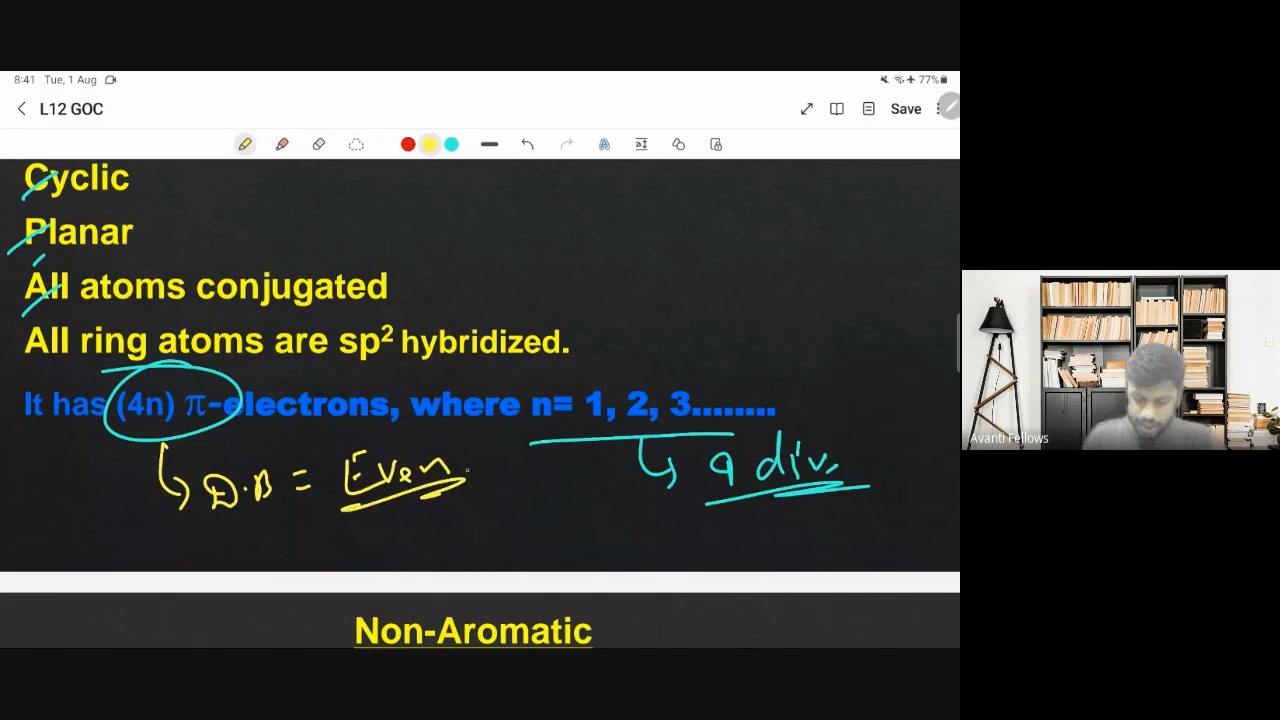 8:41 Tue, 1 Aug 77%
L12 GOC Save
Cyclic
Planar
All atoms conjugated
All ring atoms are sp² hybridized.
It has (4n) π-electrons, where n= 1, 2, 3........
D.B = Even
div.
Non-Aromatic
Avanti Fellows